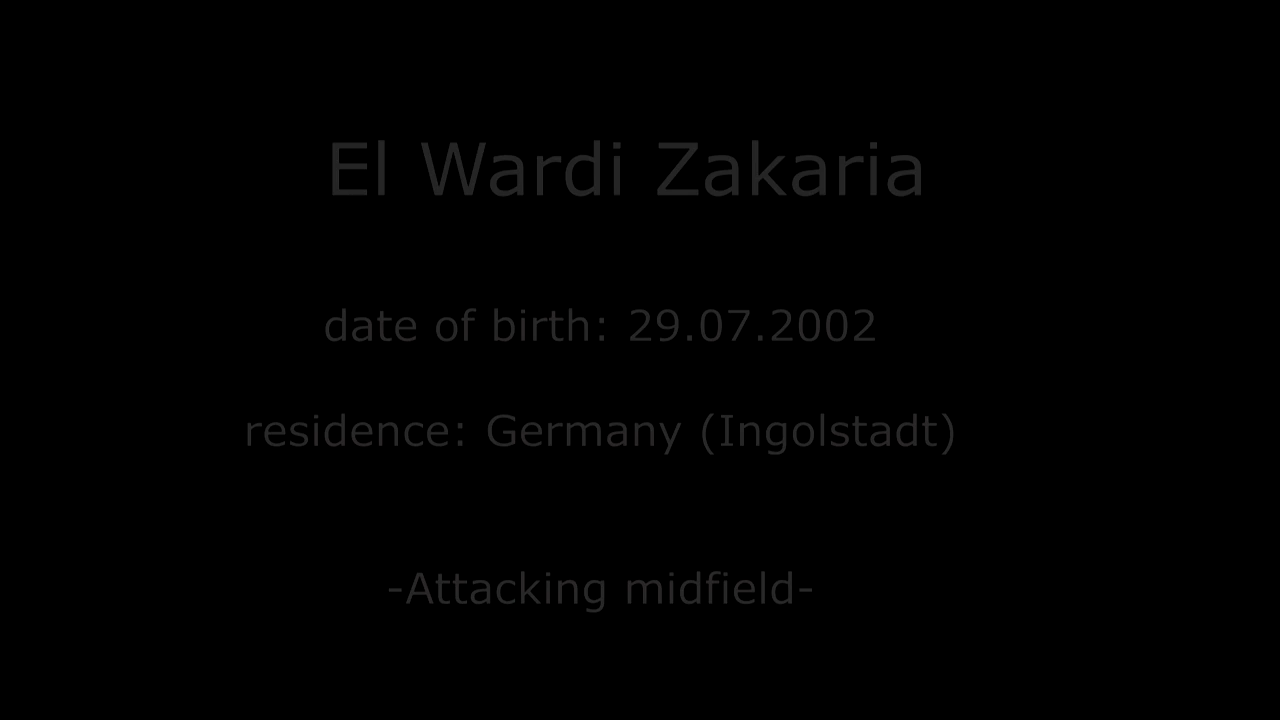 El Wardi Zakaria
date of birth: 29.07.2002
residence: Germany (Ingolstadt)
-Attacking midfield-